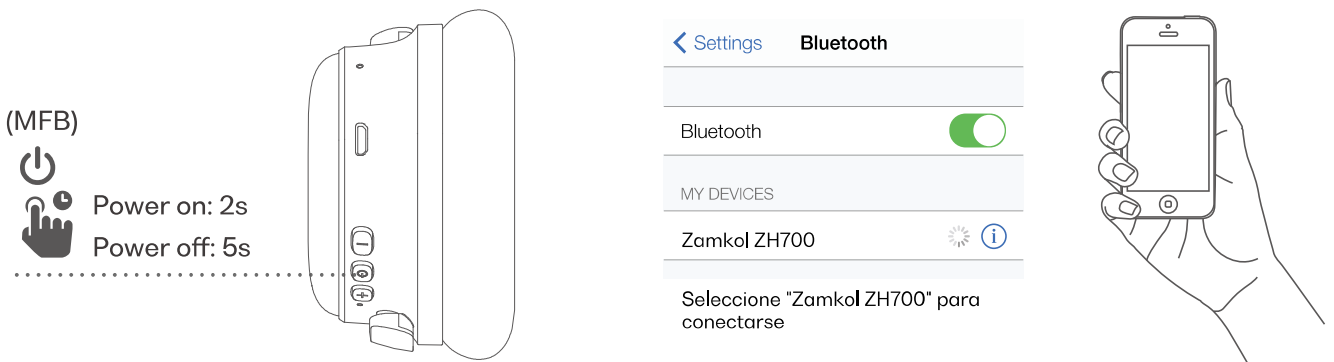 (MFB)
Power on: 2s
Power off: 5s
Settings Bluetooth
Bluetooth
MY DEVICES
Zamkol ZH700
Seleccione "Zamkol ZH700" para
conectarse